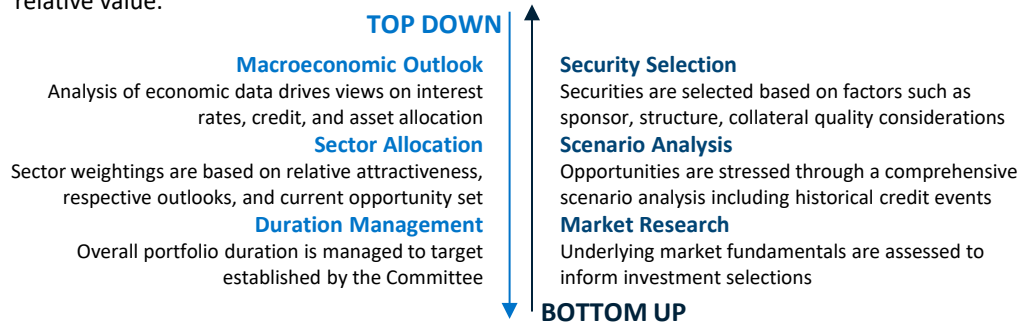 relative value.
TOP DOWN
Macroeconomic Outlook
Analysis of economic data drives views on interest
rates, credit, and asset allocation
Sector Allocation
Sector weightings are based on relative attractiveness,
respective outlooks, and current opportunity set
Duration Management
Overall portfolio duration is managed to target
established by the Committee
Security Selection
Securities are selected based on factors such as
sponsor, structure, collateral quality considerations
Scenario Analysis
Opportunities are stressed through a comprehensive
scenario analysis including historical credit events
Market Research
Underlying market fundamentals are assessed to
inform investment selections
BOTTOM UP